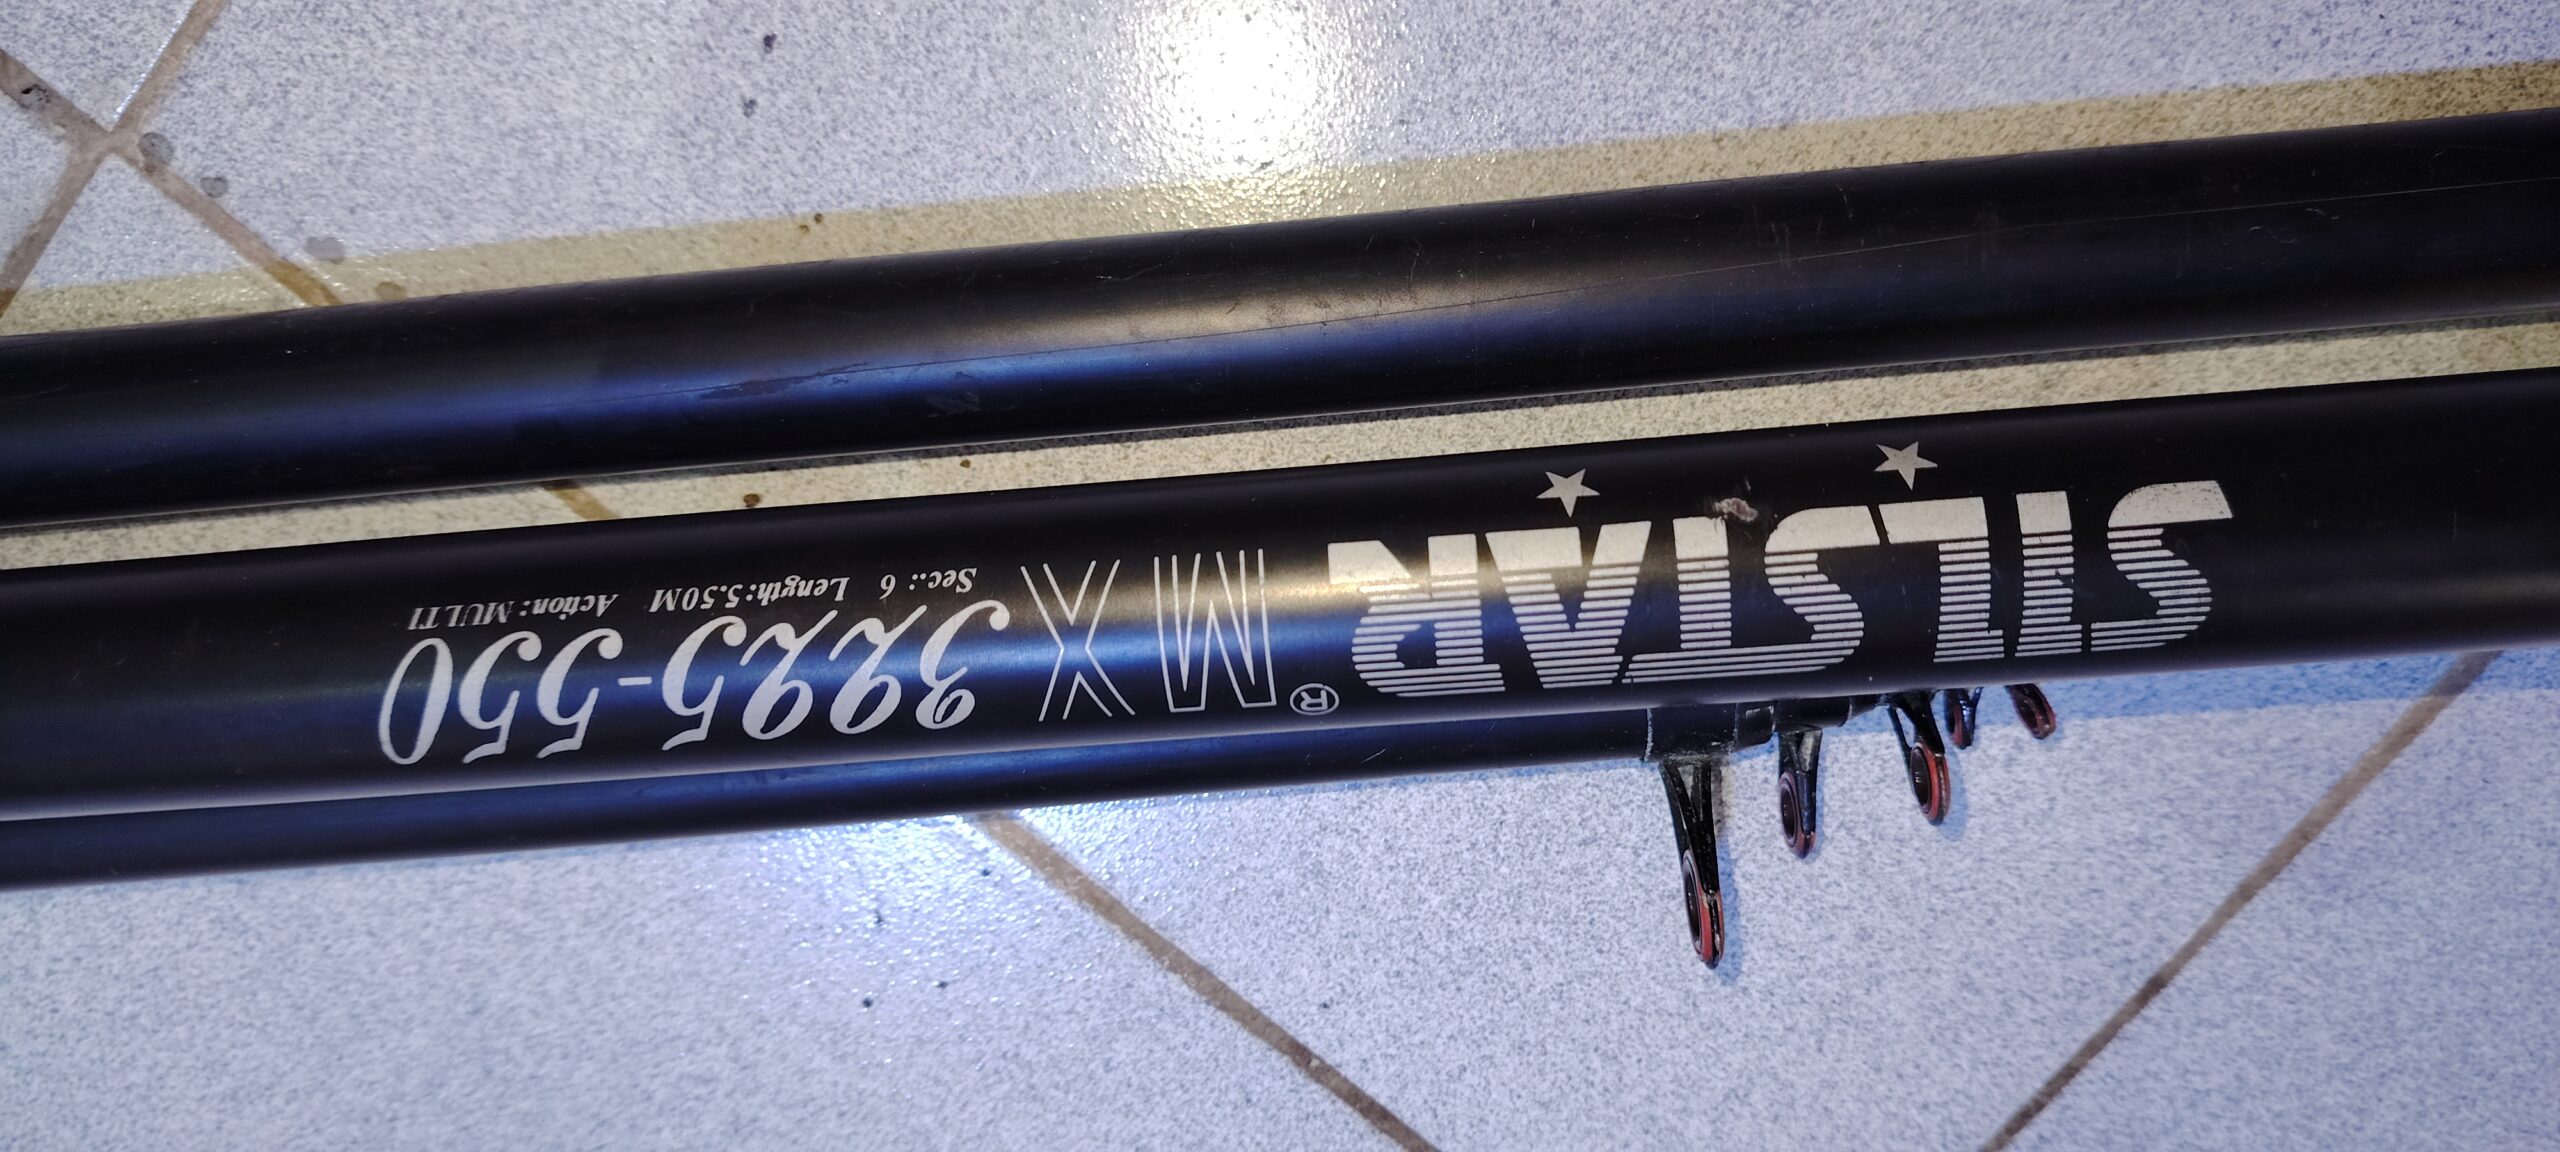 SILSTAR® MX 3225-550
Sec.: 6 Length: 5.50M Action: MULTI